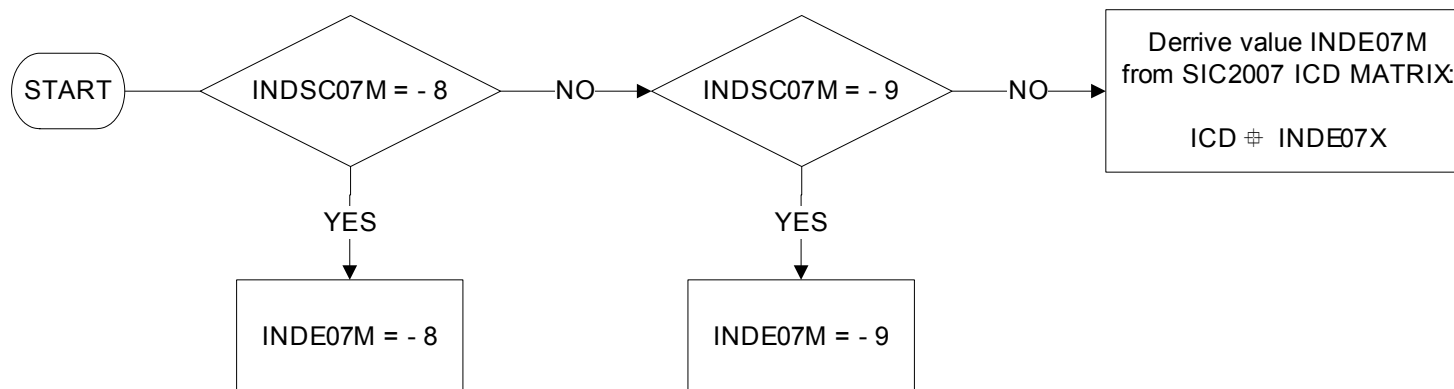 START
INDSC07M = - 8
NO
INDSC07M = - 9
NO
Derrive value INDE07M
from SIC2007 ICD MATRIX:
ICD ⌖ INDE07X
YES
YES
INDE07M = - 8
INDE07M = - 9